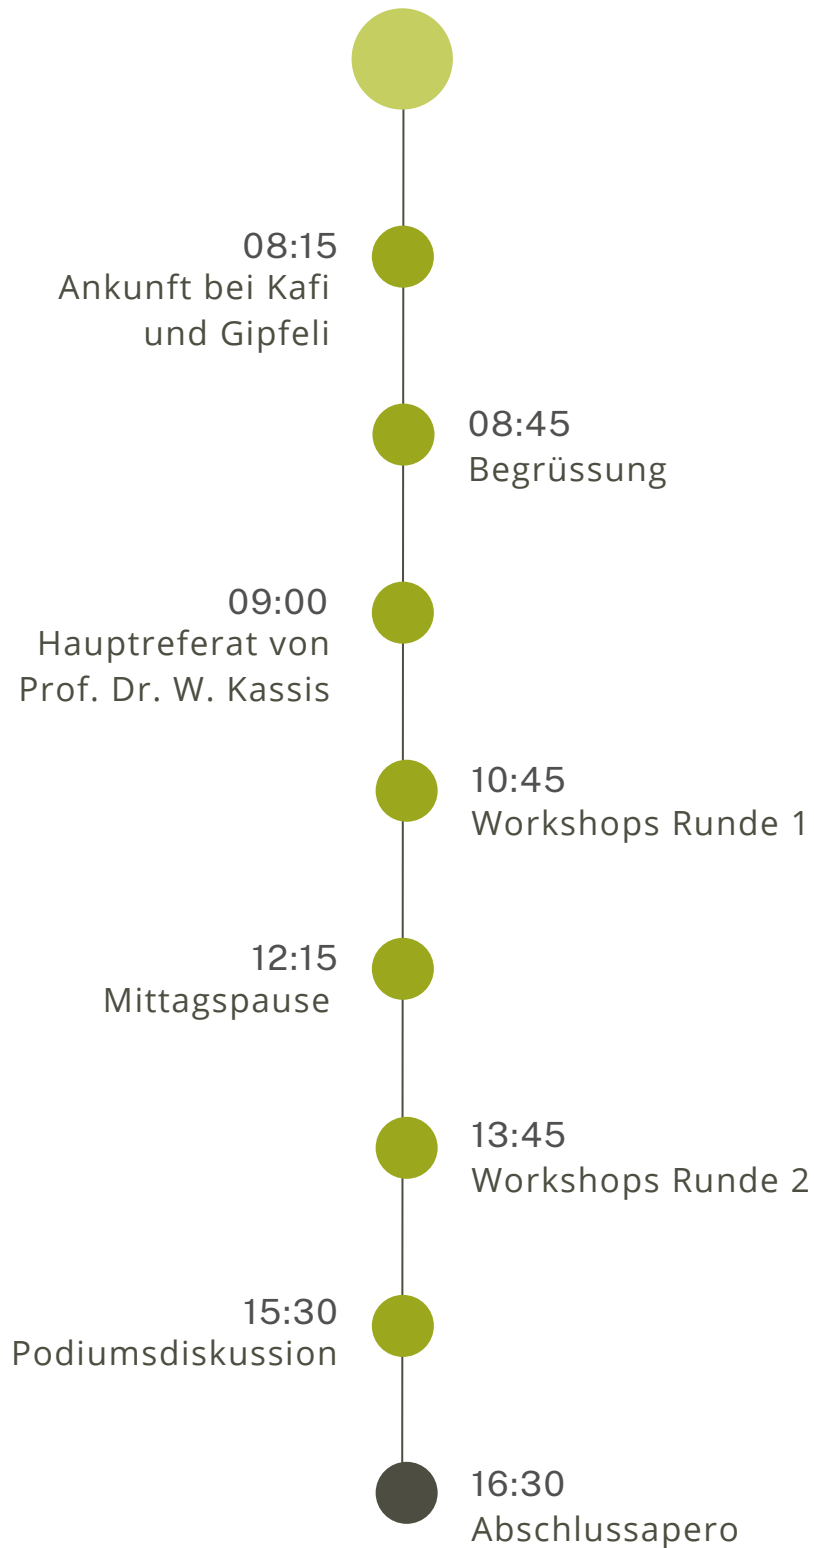 08:15
Ankunft bei Kafi
und Gipfeli
08:45
Begrüssung
09:00
Hauptreferat von
Prof. Dr. W. Kassis
10:45
Workshops Runde 1
12:15
Mittagspause
13:45
Workshops Runde 2
15:30
Podiumsdiskussion
16:30
Abschlussapero